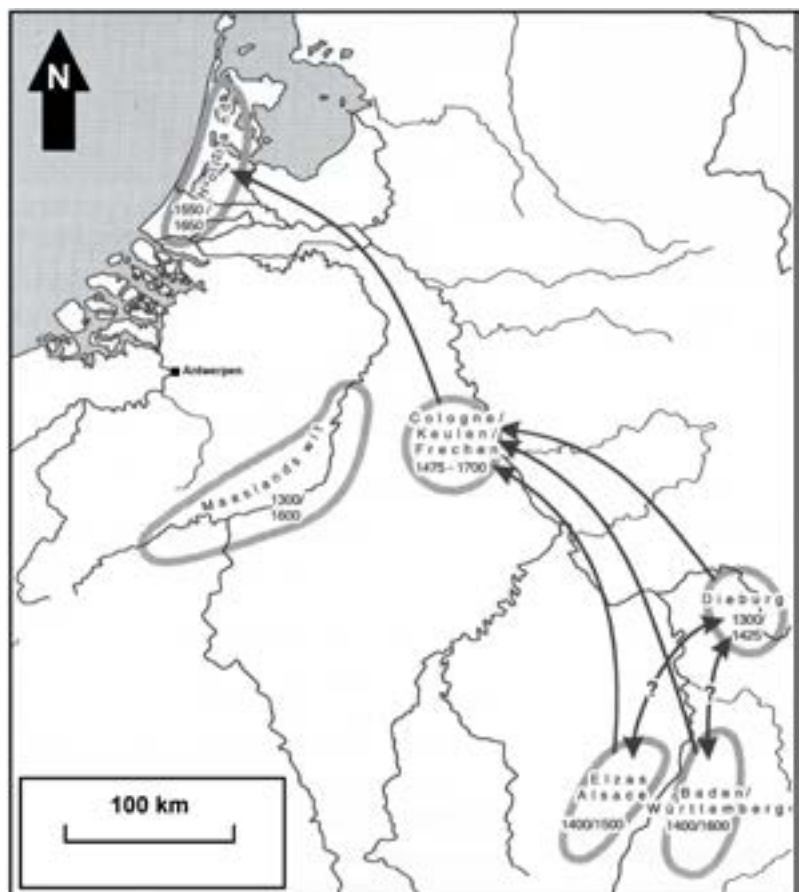 N
1550 /
1650
Antwerpen
Cologne/
Keulen/
Frechen
1475 - 1700
Maaslands wit
1300/
1600
Dieburg
1300/
1425
?
?
Elzas
Alsace
1400/1500
Baden/
Württemberg
1400/1600
100 km